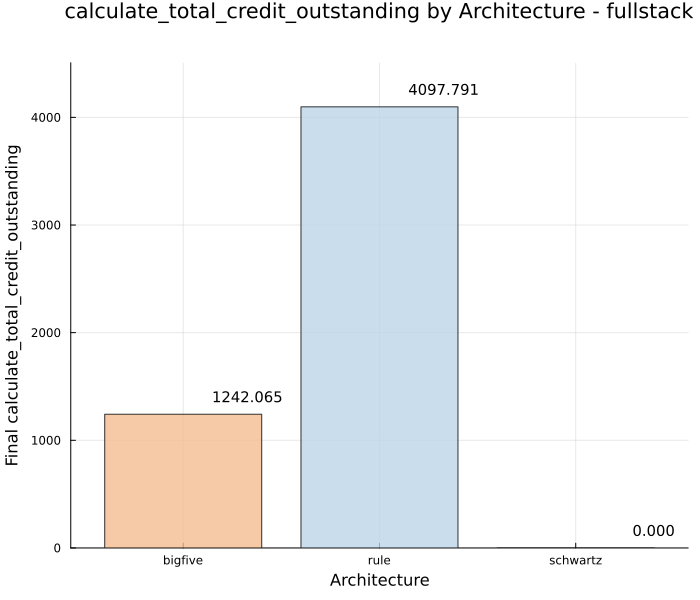 calculate_total_credit_outstanding by Architecture - fullstack
Final calculate_total_credit_outstanding
4000
3000
2000
1000
0
4097.791
1242.065
0.000
bigfive
rule
schwartz
Architecture